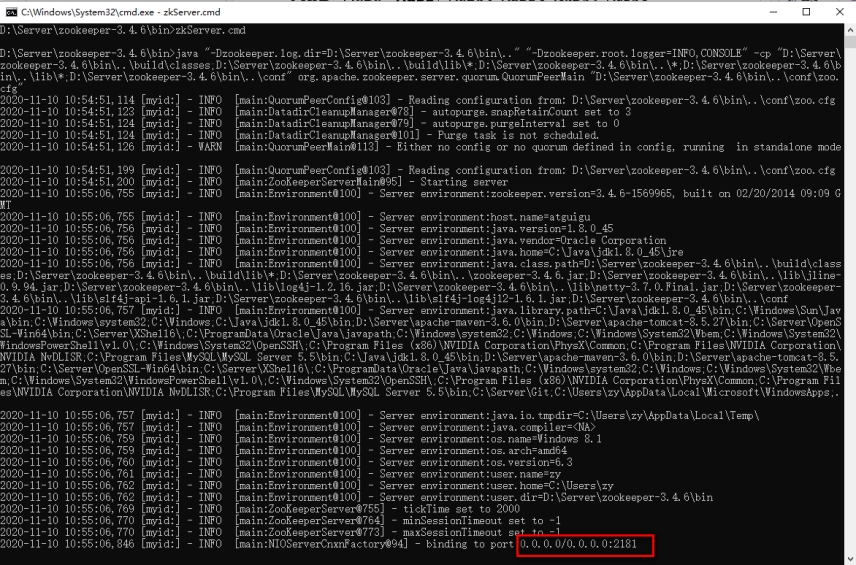 C:\Windows\System32\cmd.exe - zkServer.cmd
D:\Server\zookeeper-3.4.6\bin>zkServer.cmd
D:\Server\zookeeper-3.4.6\bin>java "-Dzookeeper.log.dir=D:\Server\zookeeper-3.4.6\bin\.." "-Dzookeeper.root.logger=INFO,CONSOLE" -cp "D:\Server\
zookeeper-3.4.6\bin\..\build\classes;D:\Server\zookeeper-3.4.6\bin\..\build\lib\*;D:\Server\zookeeper-3.4.6\bin\..\*;D:\Server\zookeeper-3.4.6\b
in\..\lib\*;D:\Server\zookeeper-3.4.6\bin\..\conf" org.apache.zookeeper.server.quorum.QuorumPeerMain "D:\Server\zookeeper-3.4.6\bin\..\conf\zoo.
cfg"
2020-11-10 10:54:51,114 [myid:] - INFO  [main:QuorumPeerConfig@103] - Reading configuration from: D:\Server\zookeeper-3.4.6\bin\..\conf\zoo.cfg
2020-11-10 10:54:51,123 [myid:] - INFO  [main:DatadirCleanupManager@78] - autopurge.snapRetainCount set to 3
2020-11-10 10:54:51,124 [myid:] - INFO  [main:DatadirCleanupManager@79] - autopurge.purgeInterval set to 0
2020-11-10 10:54:51,124 [myid:] - INFO  [main:DatadirCleanupManager@101] - Purge task is not scheduled.
2020-11-10 10:54:51,126 [myid:] - WARN  [main:QuorumPeerMain@113] - Either no config or no quorum defined in config, running  in standalone mode
2020-11-10 10:54:51,199 [myid:] - INFO  [main:QuorumPeerConfig@103] - Reading configuration from: D:\Server\zookeeper-3.4.6\bin\..\conf\zoo.cfg
2020-11-10 10:54:51,200 [myid:] - INFO  [main:ZooKeeperServerMain@95] - Starting server
2020-11-10 10:55:06,755 [myid:] - INFO  [main:Environment@100] - Server environment:zookeeper.version=3.4.6-1569965, built on 02/20/2014 09:09 G
MT
2020-11-10 10:55:06,755 [myid:] - INFO  [main:Environment@100] - Server environment:host.name=atguigu
2020-11-10 10:55:06,756 [myid:] - INFO  [main:Environment@100] - Server environment:java.version=1.8.0_45
2020-11-10 10:55:06,756 [myid:] - INFO  [main:Environment@100] - Server environment:java.vendor=Oracle Corporation
2020-11-10 10:55:06,756 [myid:] - INFO  [main:Environment@100] - Server environment:java.home=C:\Java\jdk1.8.0_45\jre
2020-11-10 10:55:06,756 [myid:] - INFO  [main:Environment@100] - Server environment:java.class.path=D:\Server\zookeeper-3.4.6\bin\..\build\class
es;D:\Server\zookeeper-3.4.6\bin\..\build\lib\*;D:\Server\zookeeper-3.4.6\bin\..\zookeeper-3.4.6.jar;D:\Server\zookeeper-3.4.6\bin\..\lib\jline-
0.9.94.jar;D:\Server\zookeeper-3.4.6\bin\..\lib\log4j-1.2.16.jar;D:\Server\zookeeper-3.4.6\bin\..\lib\netty-3.7.0.Final.jar;D:\Server\zookeeper-
3.4.6\bin\..\lib\slf4j-api-1.6.1.jar;D:\Server\zookeeper-3.4.6\bin\..\lib\slf4j-log4j12-1.6.1.jar;D:\Server\zookeeper-3.4.6\bin\..\conf
2020-11-10 10:55:06,757 [myid:] - INFO  [main:Environment@100] - Server environment:java.library.path=C:\Java\jdk1.8.0_45\bin;C:\Windows\Sun\Jav
a\bin;C:\Windows\system32;C:\Windows;C:\Java\jdk1.8.0_45\bin;D:\Server\apache-maven-3.6.0\bin;D:\Server\apache-tomcat-8.5.27\bin;C:\Server\OpenS
SL-Win64\bin;C:\Server\XShell6\;C:\ProgramData\Oracle\Java\javapath;C:\Windows\system32;C:\Windows;C:\Windows\System32\Wbem;C:\Windows\System32\
WindowsPowerShell\v1.0\;C:\Windows\System32\OpenSSH\;C:\Program Files (x86)\NVIDIA Corporation\PhysX\Common;C:\Program Files\NVIDIA Corporation\
NVIDIA NvDLISR;C:\Program Files\MySQL\MySQL Server 5.5\bin;C:\Java\jdk1.8.0_45\bin;D:\Server\apache-maven-3.6.0\bin;D:\Server\apache-tomcat-8.5.
27\bin;C:\Server\OpenSSL-Win64\bin;C:\Server\XShell6\;C:\ProgramData\Oracle\Java\javapath;C:\Windows\system32;C:\Windows;C:\Windows\System32\Wbe
m;C:\Windows\System32\WindowsPowerShell\v1.0\;C:\Windows\System32\OpenSSH\;C:\Program Files (x86)\NVIDIA Corporation\PhysX\Common;C:\Program Fil
es\NVIDIA Corporation\NVIDIA NvDLISR;C:\Program Files\MySQL\MySQL Server 5.5\bin;C:\Server\Git;C:\Users\zy\AppData\Local\Microsoft\WindowsApps;.
2020-11-10 10:55:06,757 [myid:] - INFO  [main:Environment@100] - Server environment:java.io.tmpdir=C:\Users\zy\AppData\Local\Temp\
2020-11-10 10:55:06,757 [myid:] - INFO  [main:Environment@100] - Server environment:java.compiler=<NA>
2020-11-10 10:55:06,759 [myid:] - INFO  [main:Environment@100] - Server environment:os.name=Windows 8.1
2020-11-10 10:55:06,759 [myid:] - INFO  [main:Environment@100] - Server environment:os.arch=amd64
2020-11-10 10:55:06,760 [myid:] - INFO  [main:Environment@100] - Server environment:os.version=6.3
2020-11-10 10:55:06,761 [myid:] - INFO  [main:Environment@100] - Server environment:user.name=zy
2020-11-10 10:55:06,762 [myid:] - INFO  [main:Environment@100] - Server environment:user.home=C:\Users\zy
2020-11-10 10:55:06,762 [myid:] - INFO  [main:Environment@100] - Server environment:user.dir=D:\Server\zookeeper-3.4.6\bin
2020-11-10 10:55:06,769 [myid:] - INFO  [main:ZooKeeperServer@755] - tickTime set to 2000
2020-11-10 10:55:06,770 [myid:] - INFO  [main:ZooKeeperServer@764] - minSessionTimeout set to -1
2020-11-10 10:55:06,770 [myid:] - INFO  [main:ZooKeeperServer@773] - maxSessionTimeout set to -1
2020-11-10 10:55:06,846 [myid:] - INFO  [main:NIOServerCnxnFactory@94] - binding to port 0.0.0.0/0.0.0.0:2181